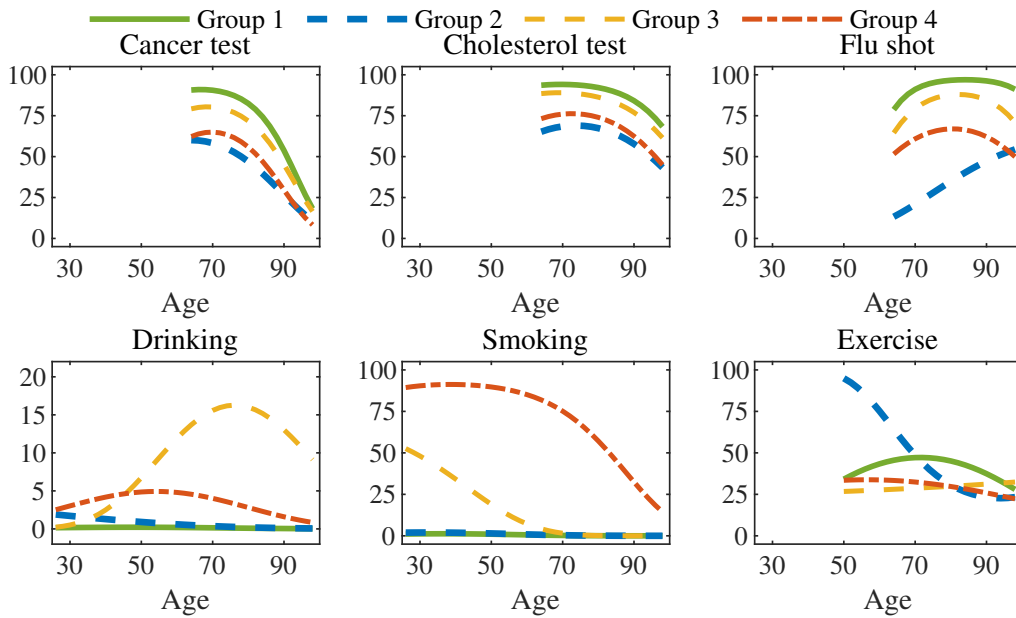 Group 1 Group 2 Group 3 Group 4
Cancer test Cholesterol test Flu shot
100 100 100
75 75 75
50 50 50
25 25 25
0 0 0
30 50 70 90 30 50 70 90 30 50 70 90
Age Age Age
Drinking Smoking Exercise
20 100 100
15 75 75
10 50 50
5 25 25
0 0 0
30 50 70 90 30 50 70 90 30 50 70 90
Age Age Age